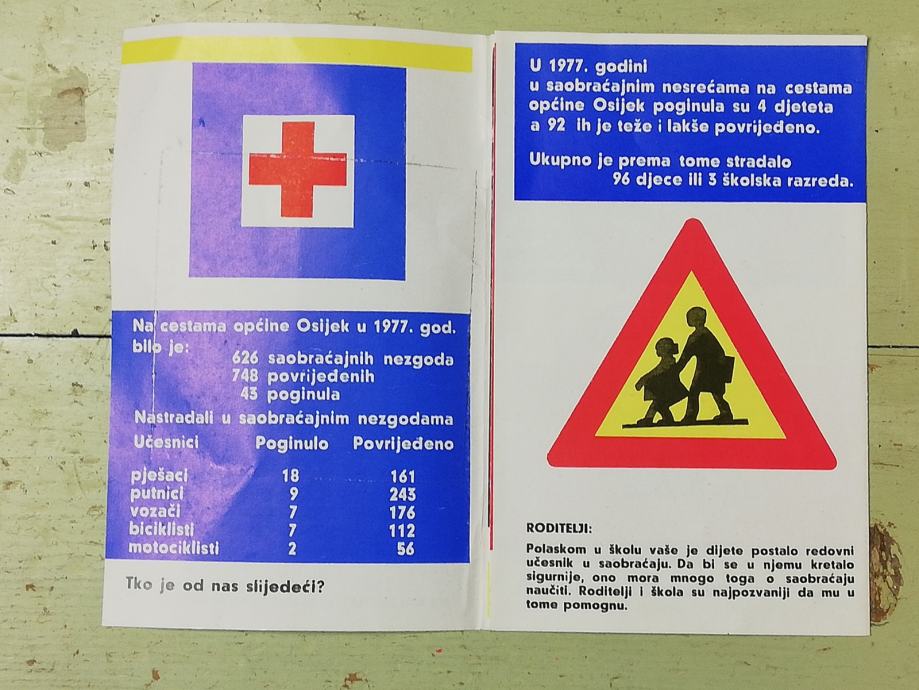 Na cestama općine Osijek u 1977. god.
bilo je:
626 saobraćajnih nezgoda
748 povrijeđenih
43 poginula
Nastradali u saobraćajnim nezgodama
Učesnici Poginulo Povrijeđeno
pješaci 18 161
putnici 9 243
vozači 7 176
biciklisti 7 112
motociklisti 2 56
Tko je od nas slijedeći?
U 1977. godini
u saobraćajnim nesrećama na cestama
općine Osijek poginula su 4 djeteta
a 92 ih je teže i lakše povrijeđeno.
Ukupno je prema tome stradalo
96 djece ili 3 školska razreda.
RODITELJI:
Polaskom u školu vaše je dijete postalo redovni
učesnik u saobraćaju. Da bi se u njemu kretalo
sigurnije, ono mora mnogo toga o saobraćaju
naučiti. Roditelji i škola su najpozvaniji da mu u
tome pomognu.